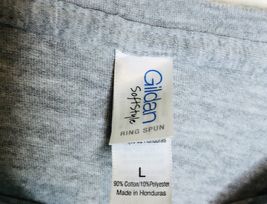 Gildan
Softstyle
RING SPUN
L
90% Cotton/10% Polyester
Made in Honduras